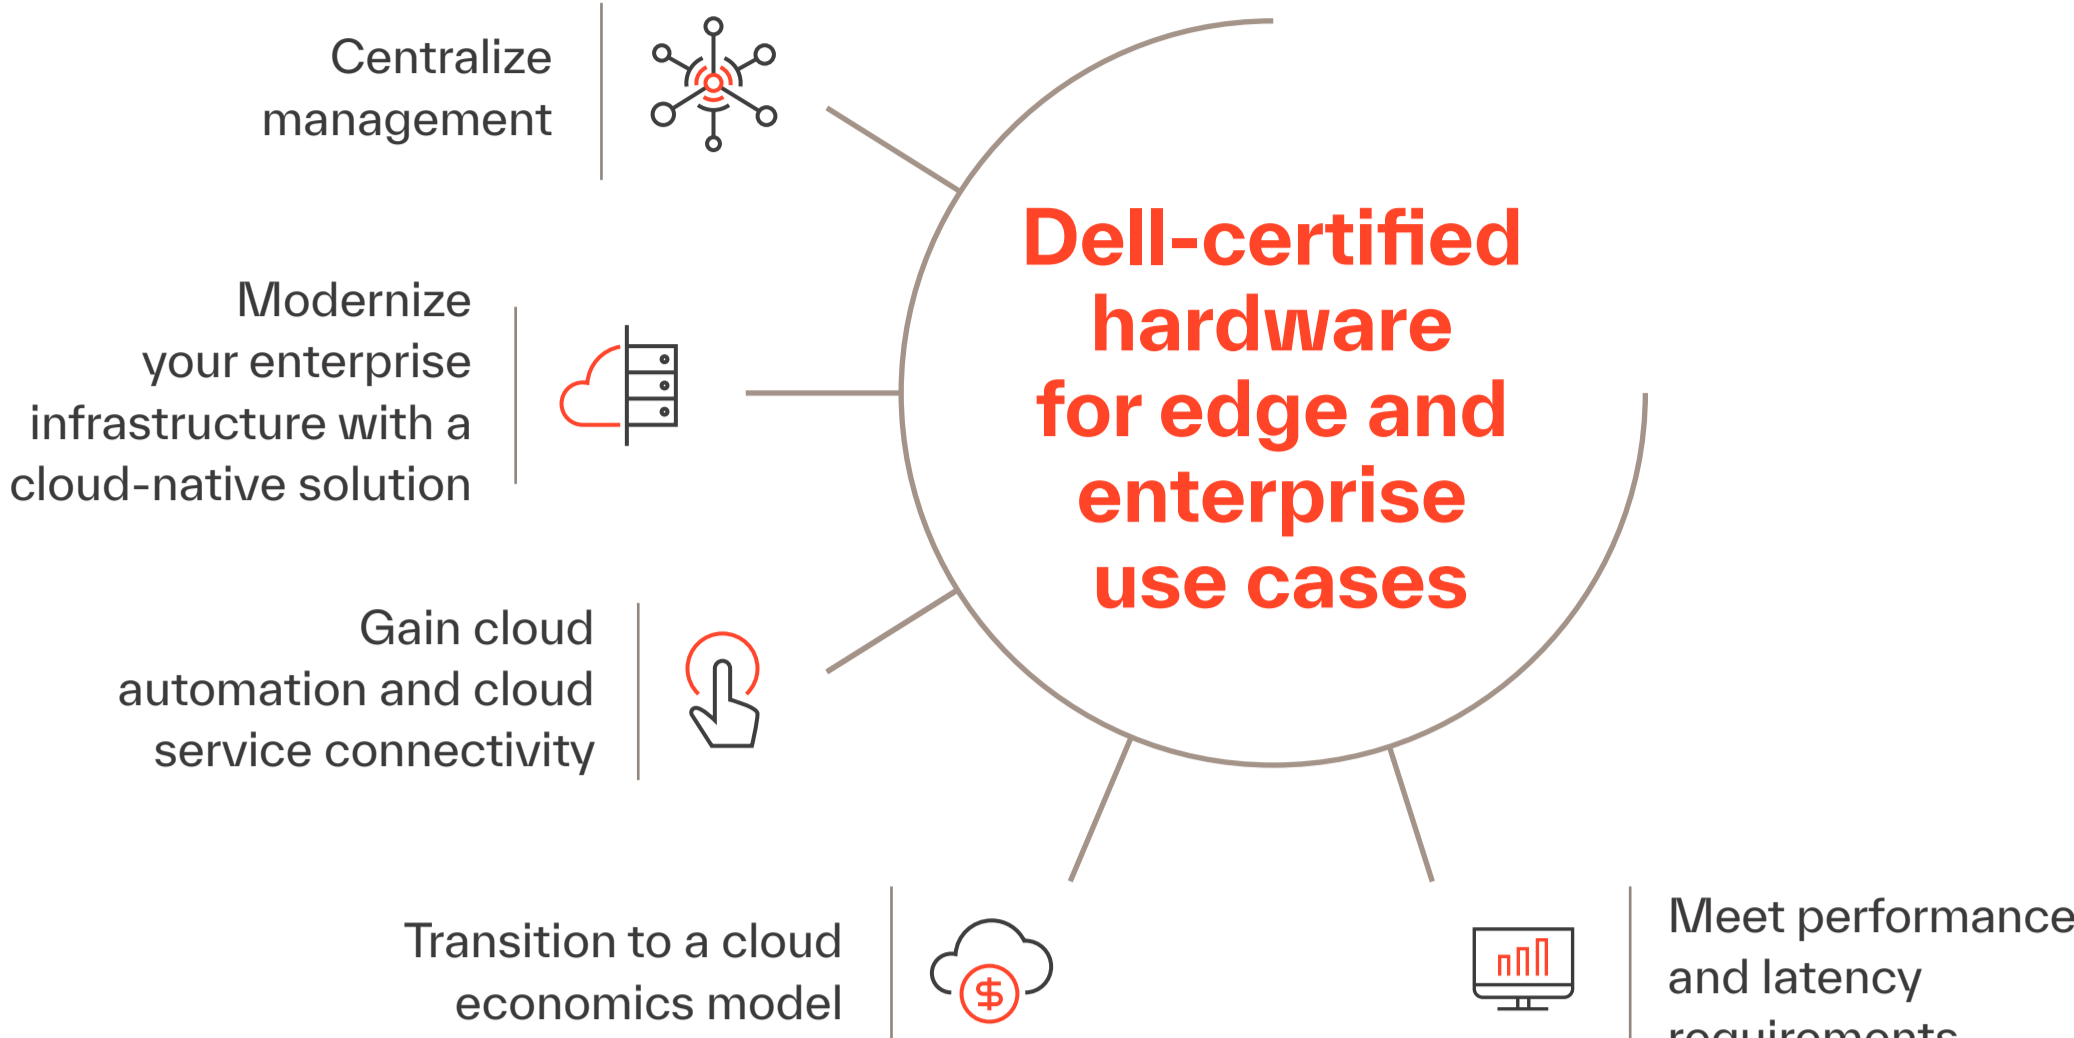 Centralize
management
Dell-certified
hardware
for edge and
enterprise
use cases
Modernize
your enterprise
infrastructure with a
cloud-native solution
Gain cloud
automation and cloud
service connectivity
Transition to a cloud
economics model
Meet performance
and latency
requirements